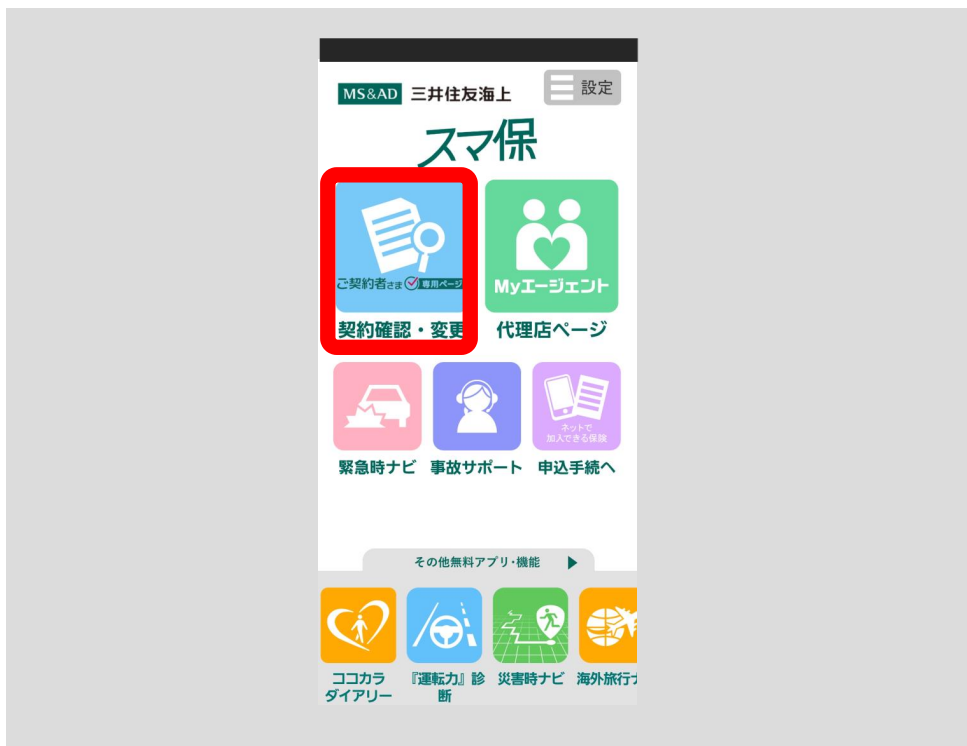 MS&AD 三井住友海上
設定
スマ保
ご契約者さま 専用ページ
Myエージェント
契約確認・変更
代理店ページ
ネットで
加入できる保険
緊急時ナビ
事故サポート
申込手続へ
その他無料アプリ・機能
ココカラ
ダイアリー
『運転力』診
断
災害時ナビ
海外旅行ナ